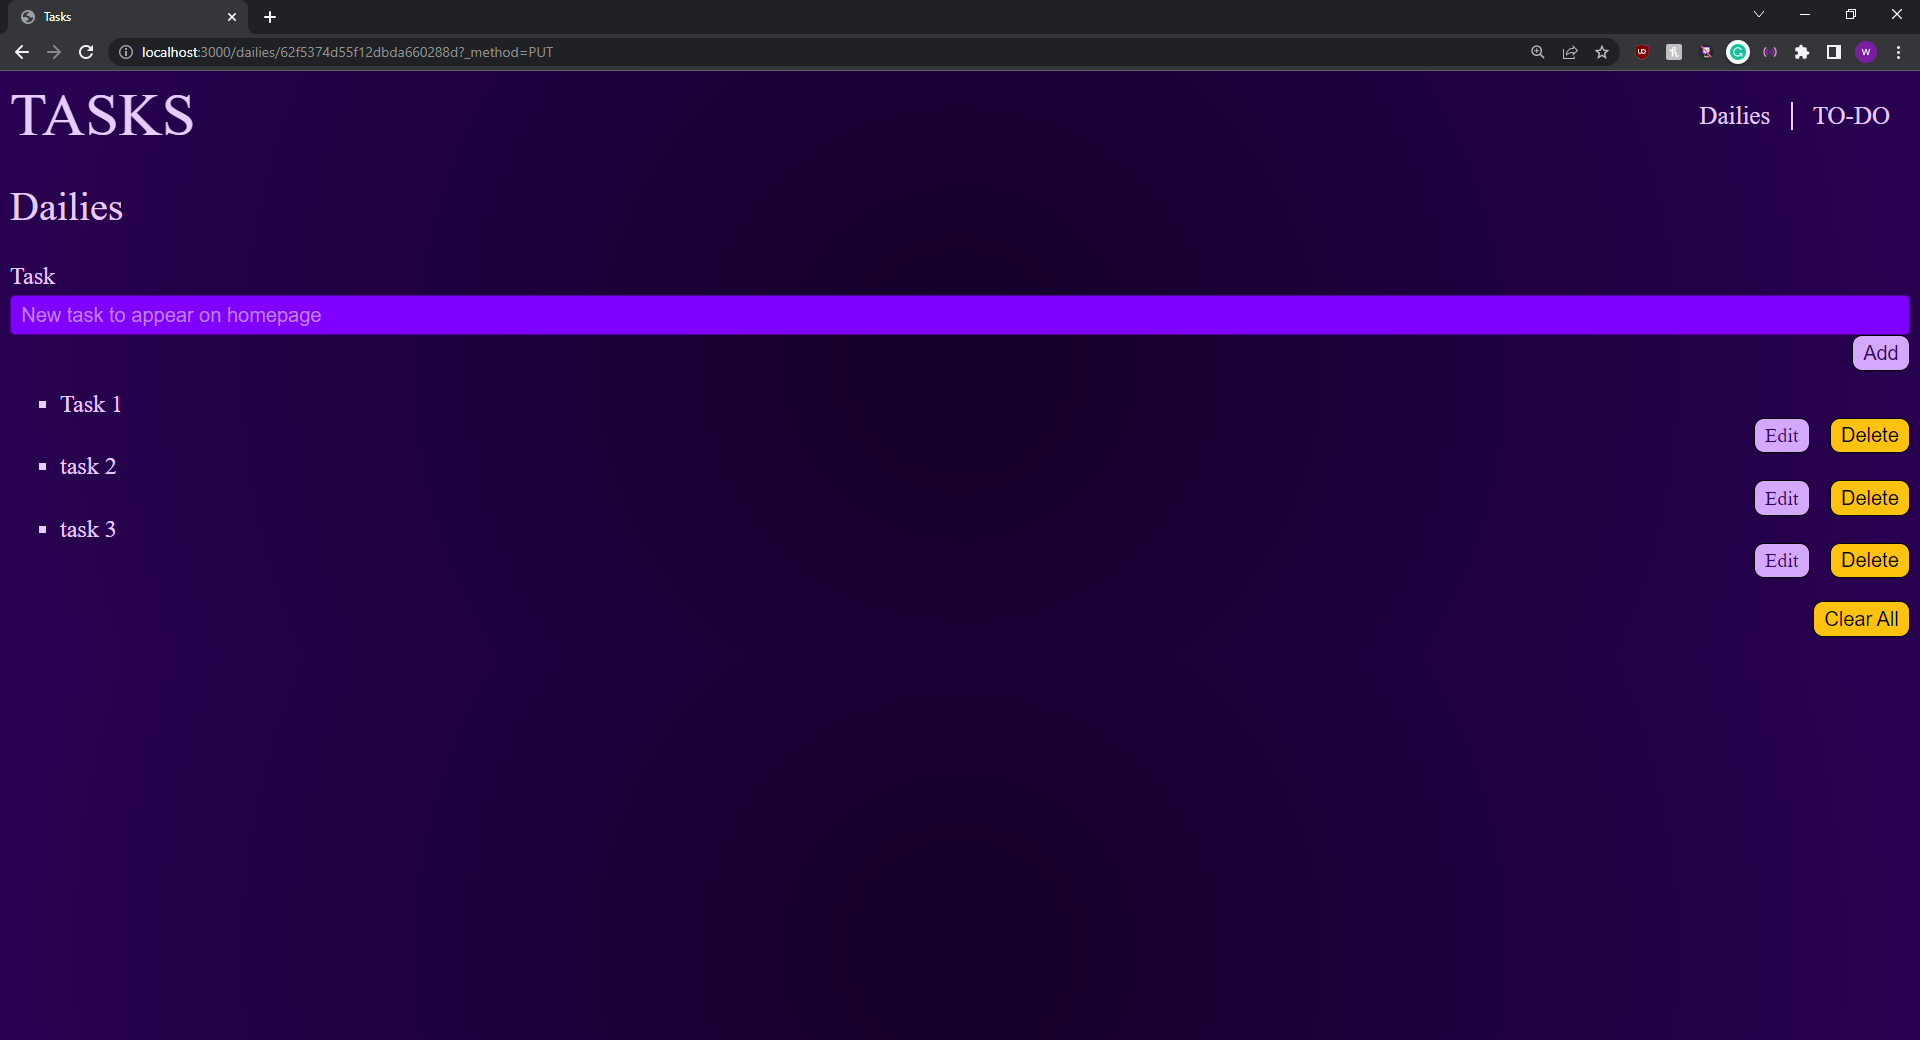 Tasks
localhost:3000/dailies/62f5374d55f12dbda660288d?_method=PUT
W
TASKS
Dailies | TO-DO
Dailies
Task
New task to appear on homepage
Add
Task 1
Edit Delete
task 2
Edit Delete
task 3
Edit Delete
Clear All